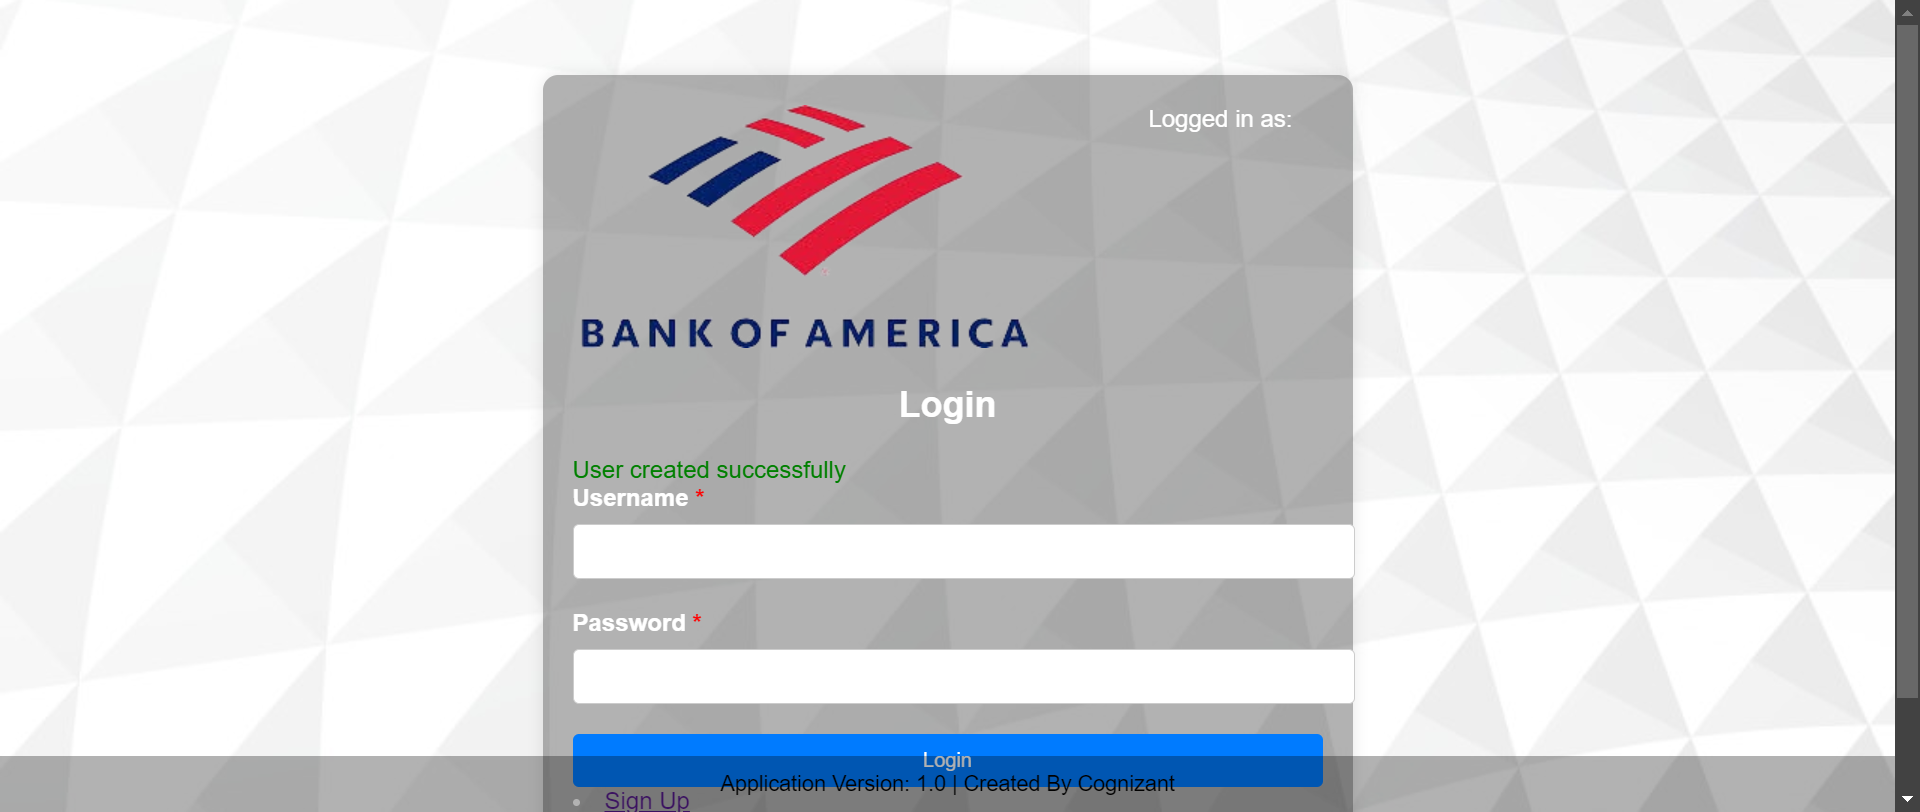 Logged in as:
BANK OF AMERICA
Login
User created successfully
Username *
Password *
Login
Application Version: 1.0 | Created By Cognizant
Sign Up